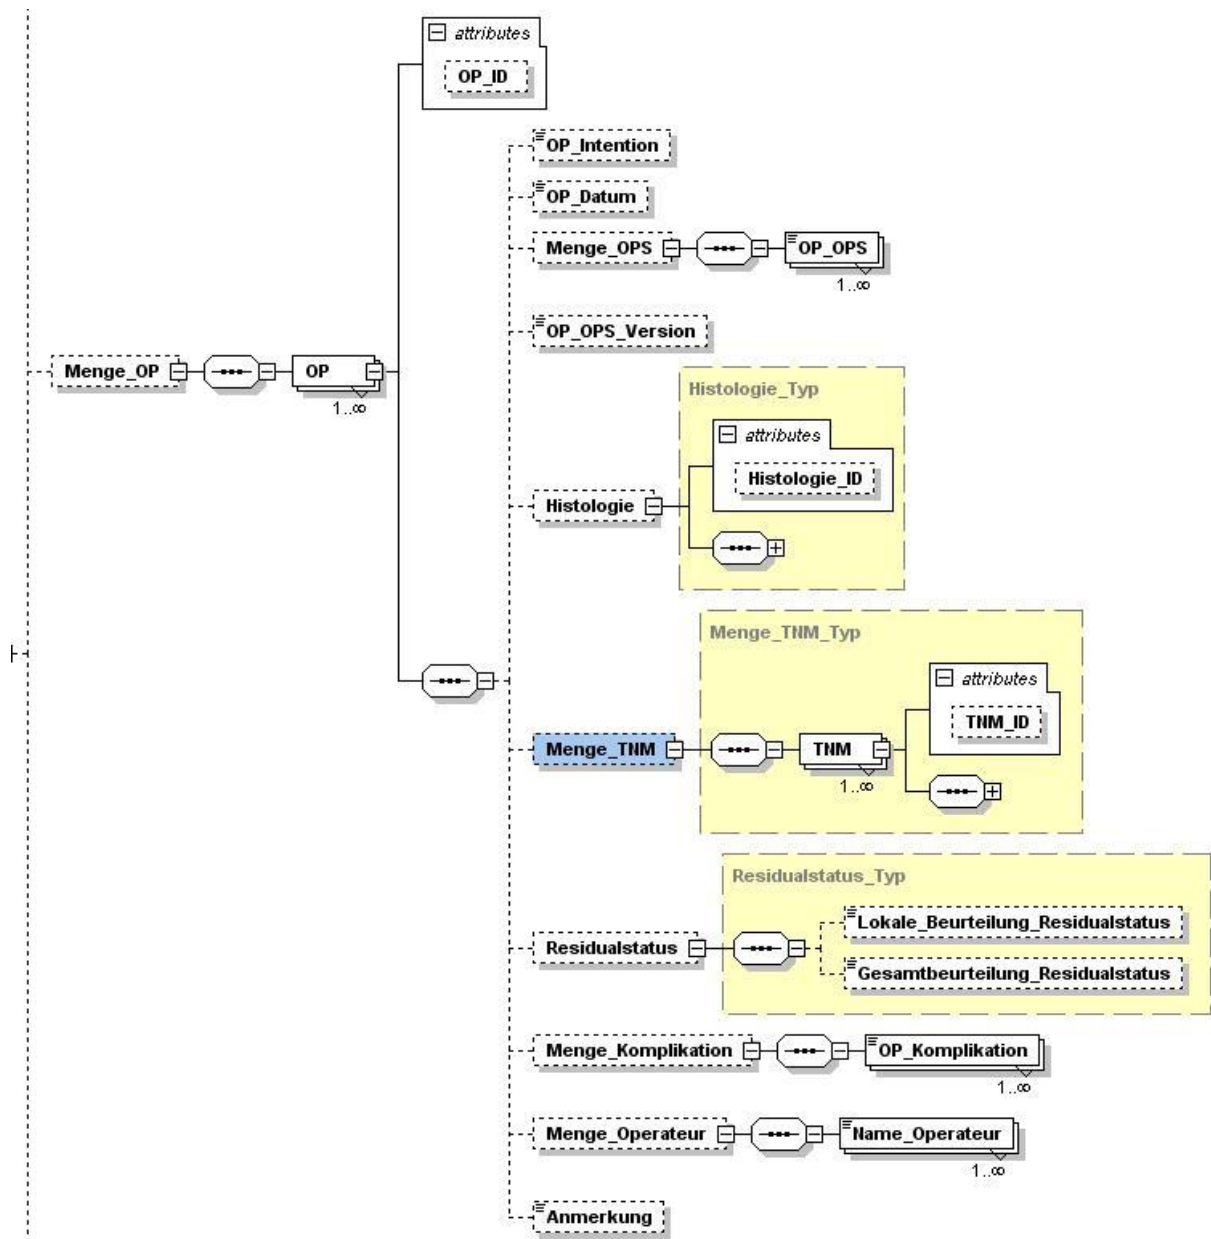 attributes
OP_ID
OP_Intention
OP_Datum
Menge_OPS
OP_OPS
1..∞
OP_OPS_Version
Menge_OP
OP
1..∞
Histologie_Typ
attributes
Histologie_ID
Histologie
Menge_TNM_Typ
attributes
TNM_ID
Menge_TNM
TNM
1..∞
Residualstatus_Typ
Lokale_Beurteilung_Residualstatus
Residualstatus
Gesamtbeurteilung_Residualstatus
Menge_Komplikation
OP_Komplikation
1..∞
Menge_Operateur
Name_Operateur
1..∞
Anmerkung